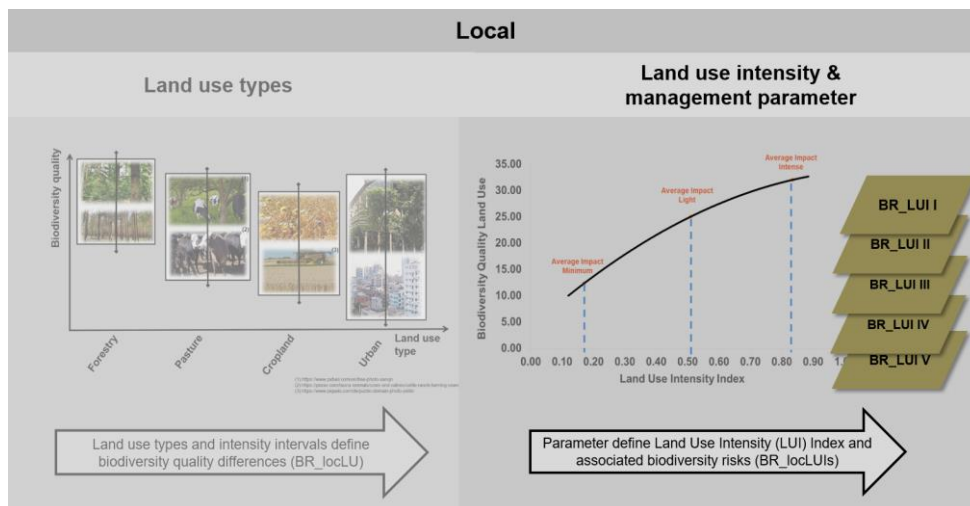 Local
Land use types
Land use intensity &
management parameter
Biodiversity quality
(2)
(3)
Forestry
Pasture
Cropland
Urban
Land use
type
Land use types and intensity intervals define
biodiversity quality differences (BR_locLU)
Biodiversity Quality Land Use
35.00
30.00
25.00
20.00
15.00
10.00
5.00
0.00
0.00 0.10 0.20 0.30 0.40 0.50 0.60 0.70 0.80 0.90
Land Use Intensity Index
Average Impact
Minimum
Average Impact
Light
Average Impact
Intense
BR_LUI I
BR_LUI II
BR_LUI III
BR_LUI IV
BR_LUI V
Parameter define Land Use Intensity (LUI) Index and
associated biodiversity risks (BR_locLUIs)